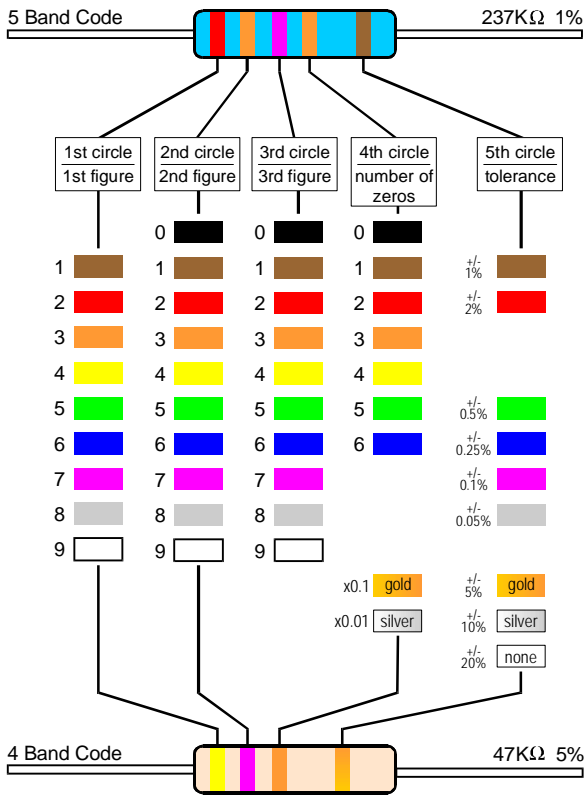 5 Band Code 237KΩ 1%
1st circle 2nd circle 3rd circle 4th circle 5th circle
1st figure 2nd figure 3rd figure number of zeros tolerance
0 0 0
1 1 1 1 +/- 1%
2 2 2 2 +/- 2%
3 3 3 3
4 4 4 4
5 5 5 5 +/- 0.5%
6 6 6 6 +/- 0.25%
7 7 7 +/- 0.1%
8 8 8 +/- 0.05%
9 9 9
x0.1 gold +/- 5% gold
x0.01 silver +/- 10% silver
+/- 20% none
4 Band Code 47KΩ 5%